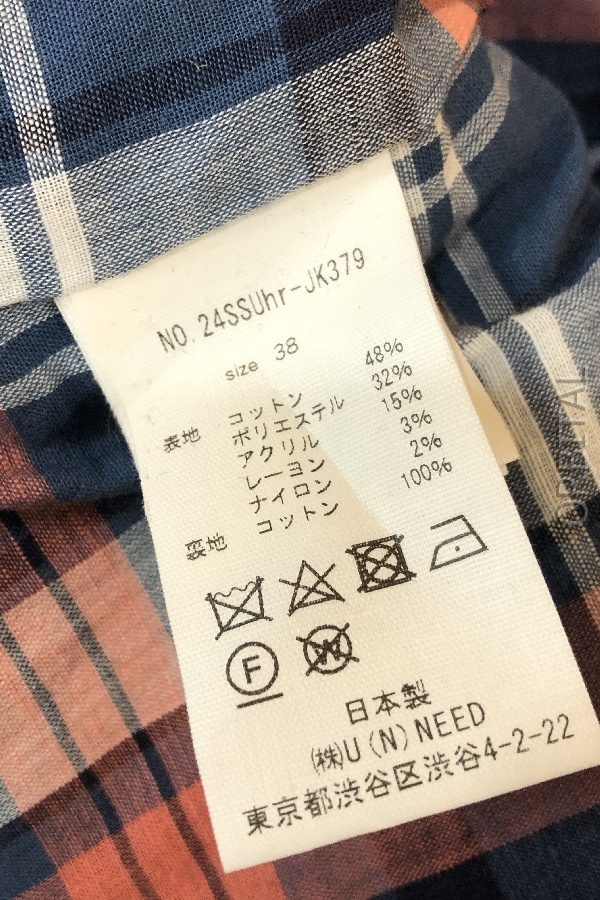 NO. 24SSUhr-JK379
size 38
表地 コットン 48%
ポリエステル 32%
アクリル 15%
レーヨン 3%
ナイロン 2%
裏地 コットン 100%
F W
日本製
㈱U(N)NEED
東京都渋谷区渋谷4-2-22